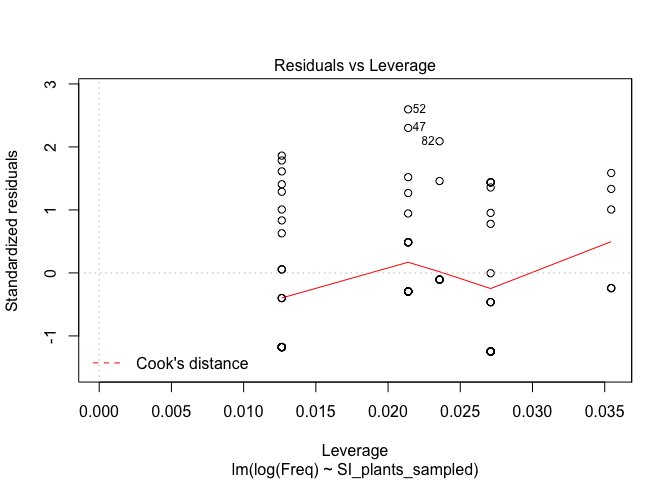 Residuals vs Leverage
3
2
1
0
-1
Standardized residuals
52
47
82
Cook's distance
0.000 0.005 0.010 0.015 0.020 0.025 0.030 0.035
Leverage
lm(log(Freq) ~ SI_plants_sampled)